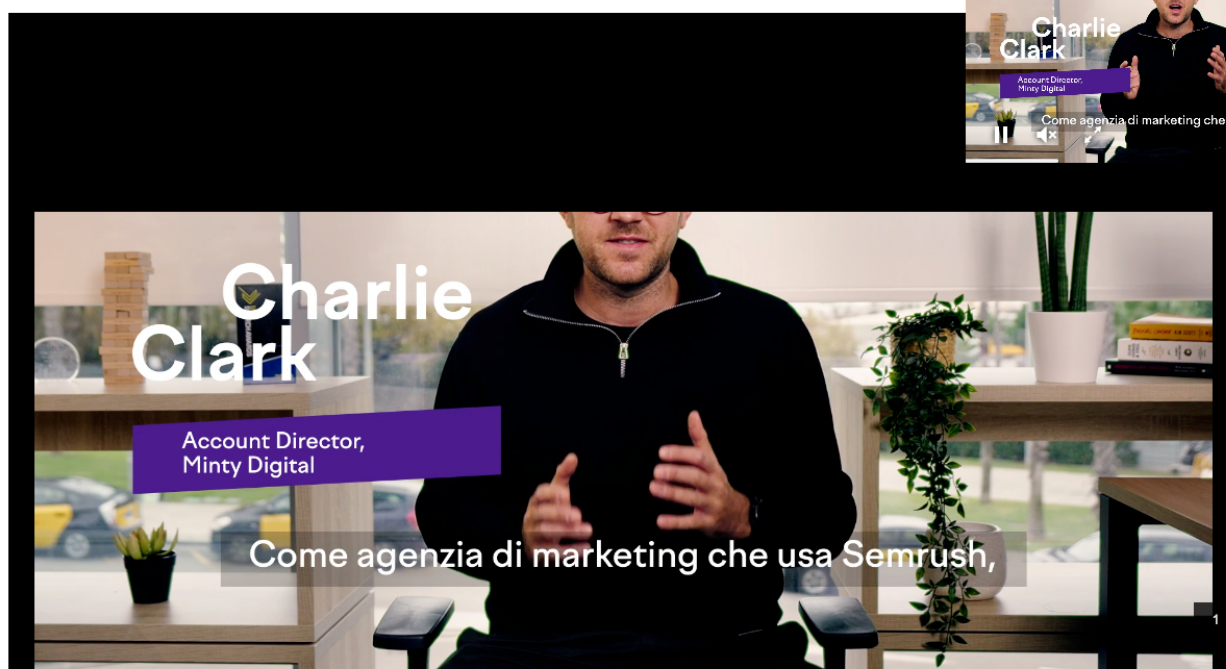 Charlie
Clark
Account Director,
Minty Digital
Come agenzia di marketing che
Charlie
Clark
Account Director,
Minty Digital
Come agenzia di marketing che usa Semrush,
1